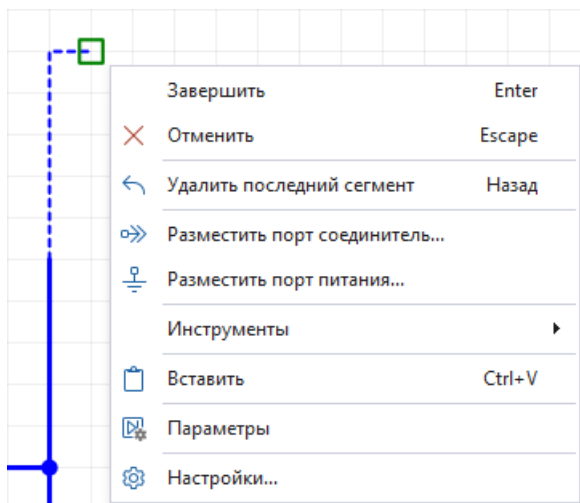 Завершить Enter
Отменить Escape
Удалить последний сегмент Назад
Разместить порт соединитель...
Разместить порт питания...
Инструменты
Вставить Ctrl+V
Параметры
Настройки...